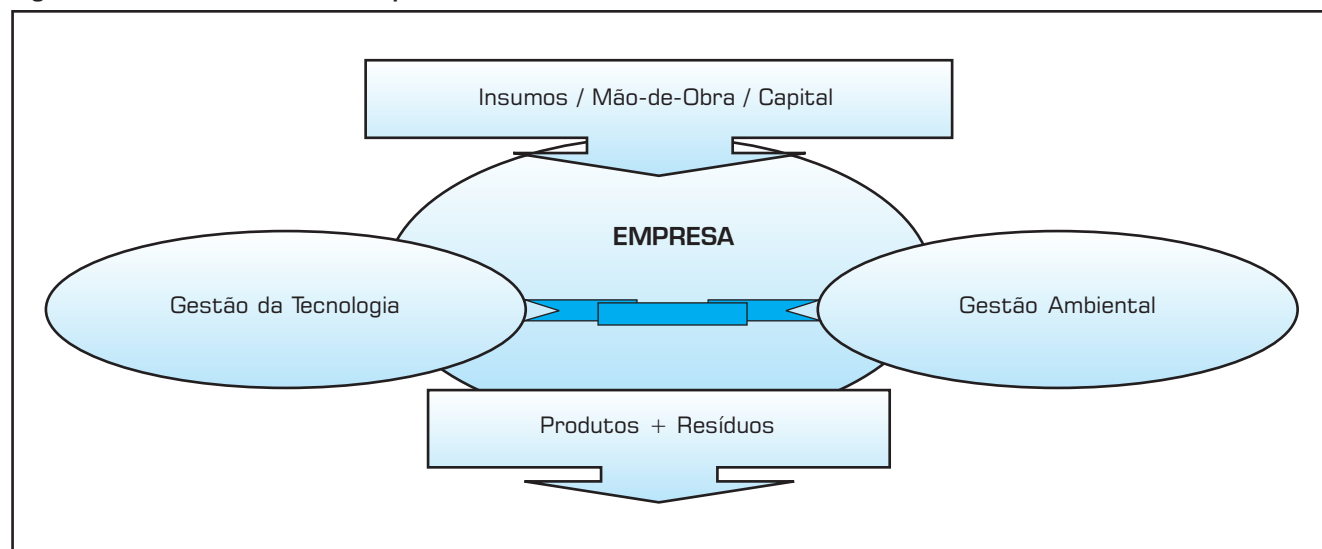 Insumos / Mão-de-Obra / Capital
EMPRESA
Gestão da Tecnologia
Gestão Ambiental
Produtos + Resíduos